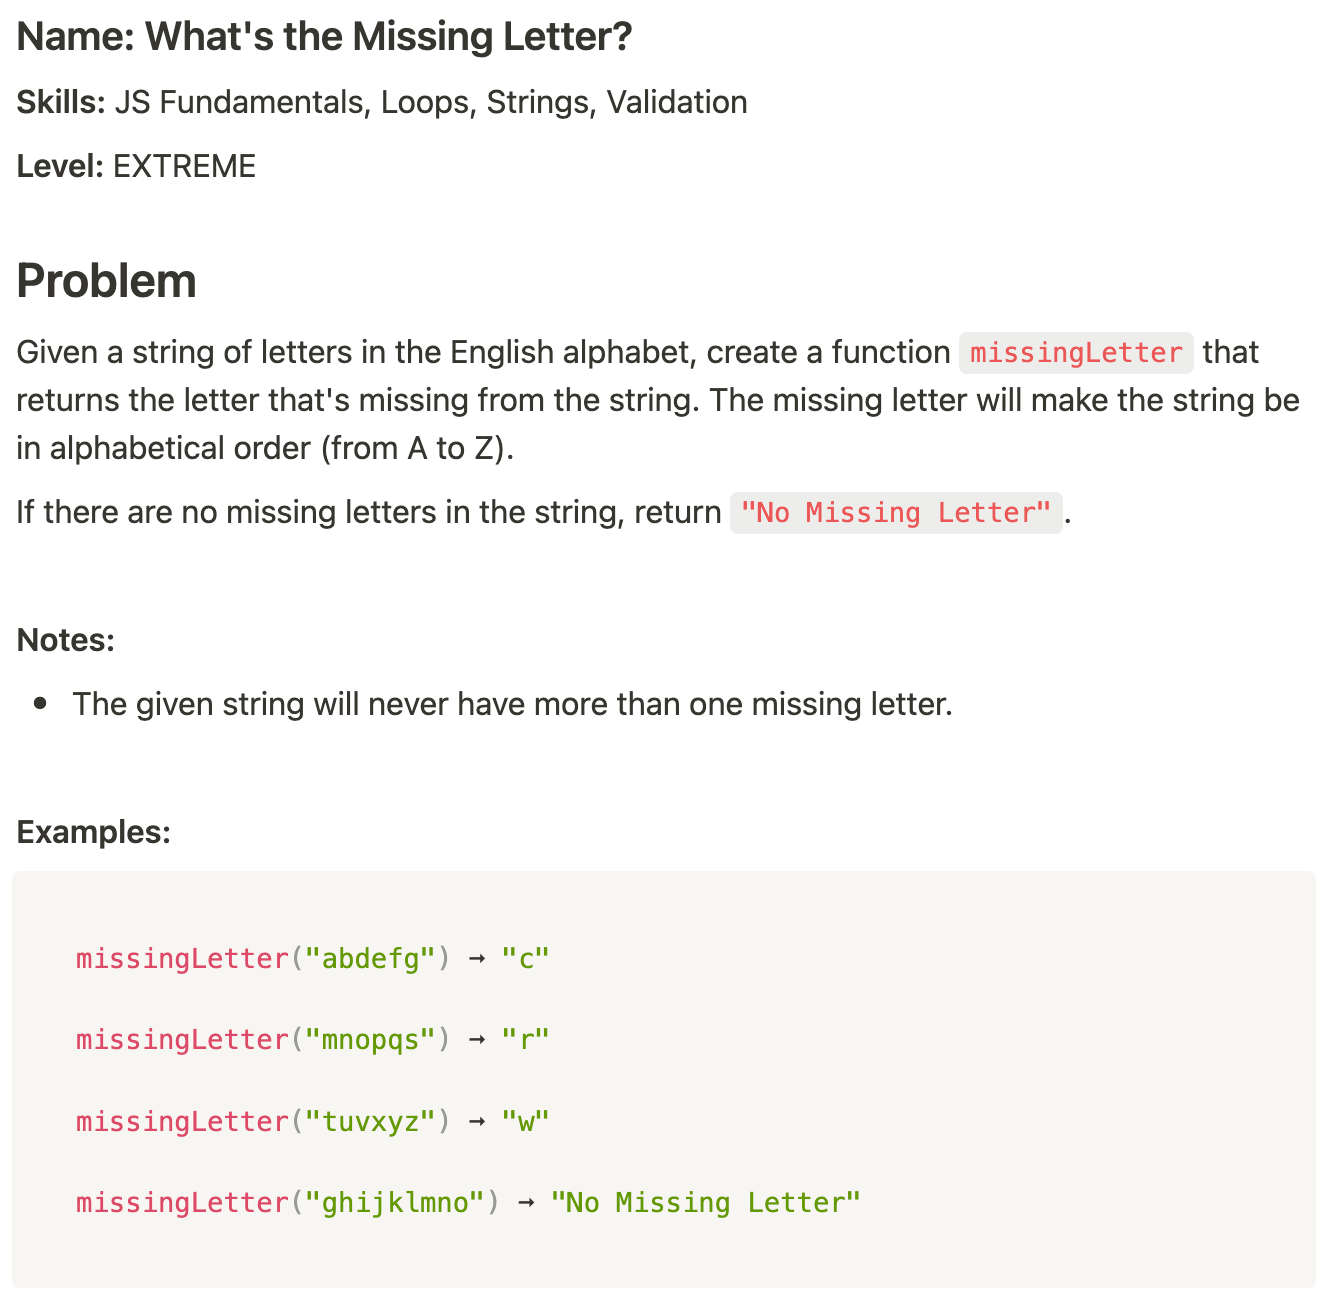 Name: What's the Missing Letter?
Skills: JS Fundamentals, Loops, Strings, Validation
Level: EXTREME
Problem
Given a string of letters in the English alphabet, create a function missingLetter that
returns the letter that's missing from the string. The missing letter will make the string be
in alphabetical order (from A to Z).
If there are no missing letters in the string, return "No Missing Letter".
Notes:
• The given string will never have more than one missing letter.
Examples:
missingLetter("abdefg") → "c"
missingLetter("mnopqs") → "r"
missingLetter("tuvxyz") → "w"
missingLetter("ghijklmno") → "No Missing Letter"